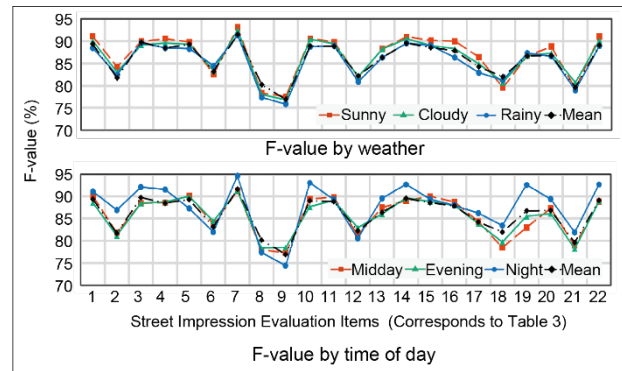 F-value (%)
95
90
85
80
75
70
Sunny Cloudy Rainy Mean
F-value by weather
95
90
85
80
75
70
Midday Evening Night Mean
1 2 3 4 5 6 7 8 9 10 11 12 13 14 15 16 17 18 19 20 21 22
Street Impression Evaluation Items (Corresponds to Table 3)
F-value by time of day